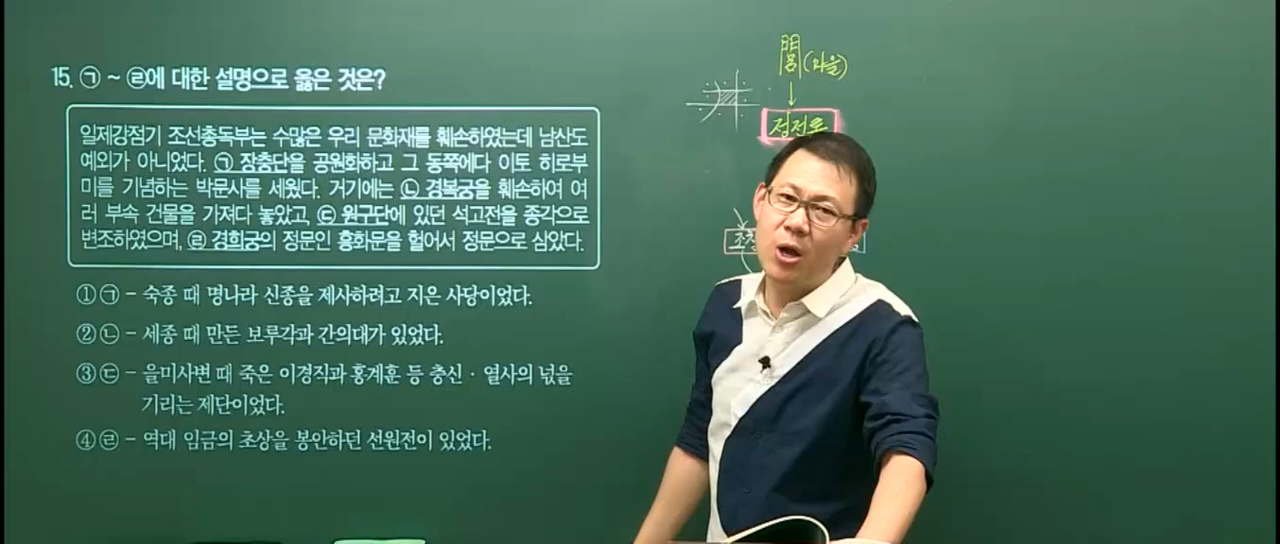 15. ㉠ ~ ㉣에 대한 설명으로 옳은 것은?
일제강점기 조선총독부는 수많은 우리 문화재를 훼손하였는데 남산도
예외가 아니었다. ㉠ 장충단을 공원화하고 그 동쪽에다 이토 히로부
미를 기념하는 박문사를 세웠다. 거기에는 ㉡ 경복궁을 훼손하여 여
러 부속 건물을 가져다 놓았고, ㉢ 원구단에 있던 석고전을 종각으로
변조하였으며, ㉣ 경희궁의 정문인 흥화문을 헐어서 정문으로 삼았다.
① ㉠ - 숙종 때 명나라 신종을 제사하려고 지은 사당이었다.
② ㉡ - 세종 때 만든 보루각과 간의대가 있었다.
③ ㉢ - 을미사변 때 죽은 이경직과 홍계훈 등 충신 · 열사의 넋을
기리는 제단이었다.
④ ㉣ - 역대 임금의 초상을 봉안하던 선원전이 있었다.
閭(마을)
정전론